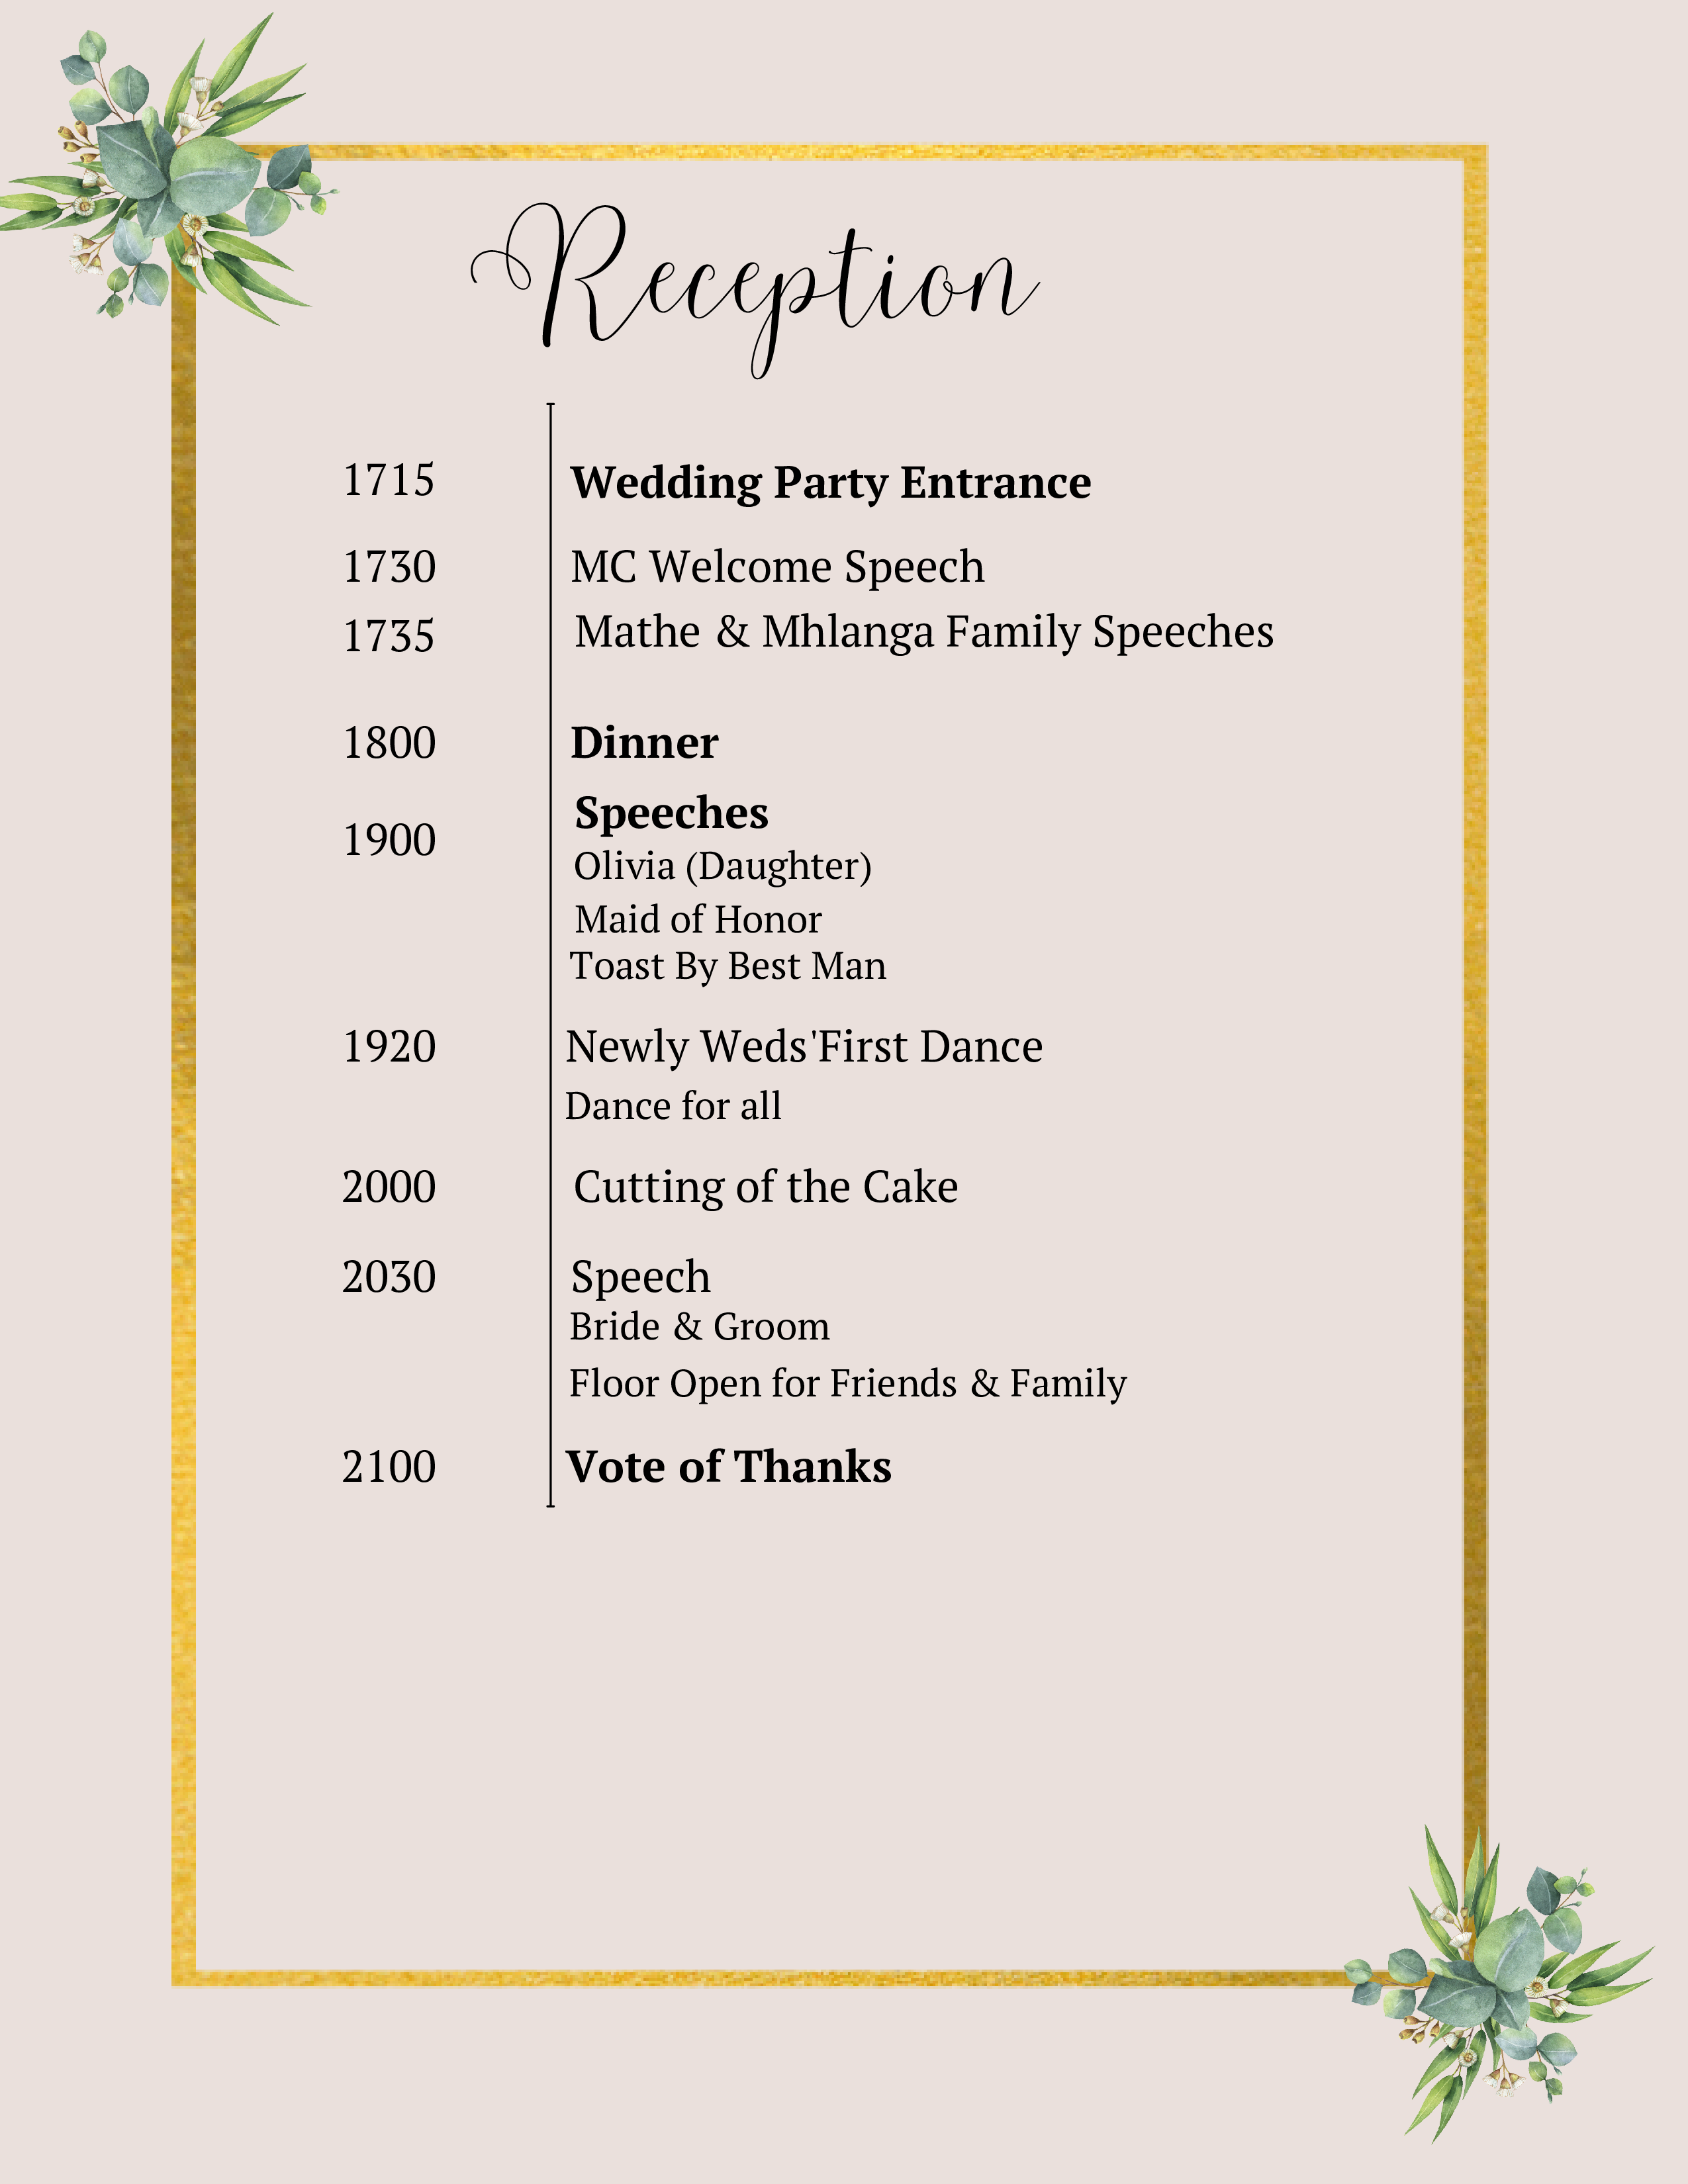 Reception
1715 Wedding Party Entrance
1730 MC Welcome Speech
1735 Mathe & Mhlanga Family Speeches
1800 Dinner
1900 Speeches
Olivia (Daughter)
Maid of Honor
Toast By Best Man
1920 Newly Weds'First Dance
Dance for all
2000 Cutting of the Cake
2030 Speech
Bride & Groom
Floor Open for Friends & Family
2100 Vote of Thanks